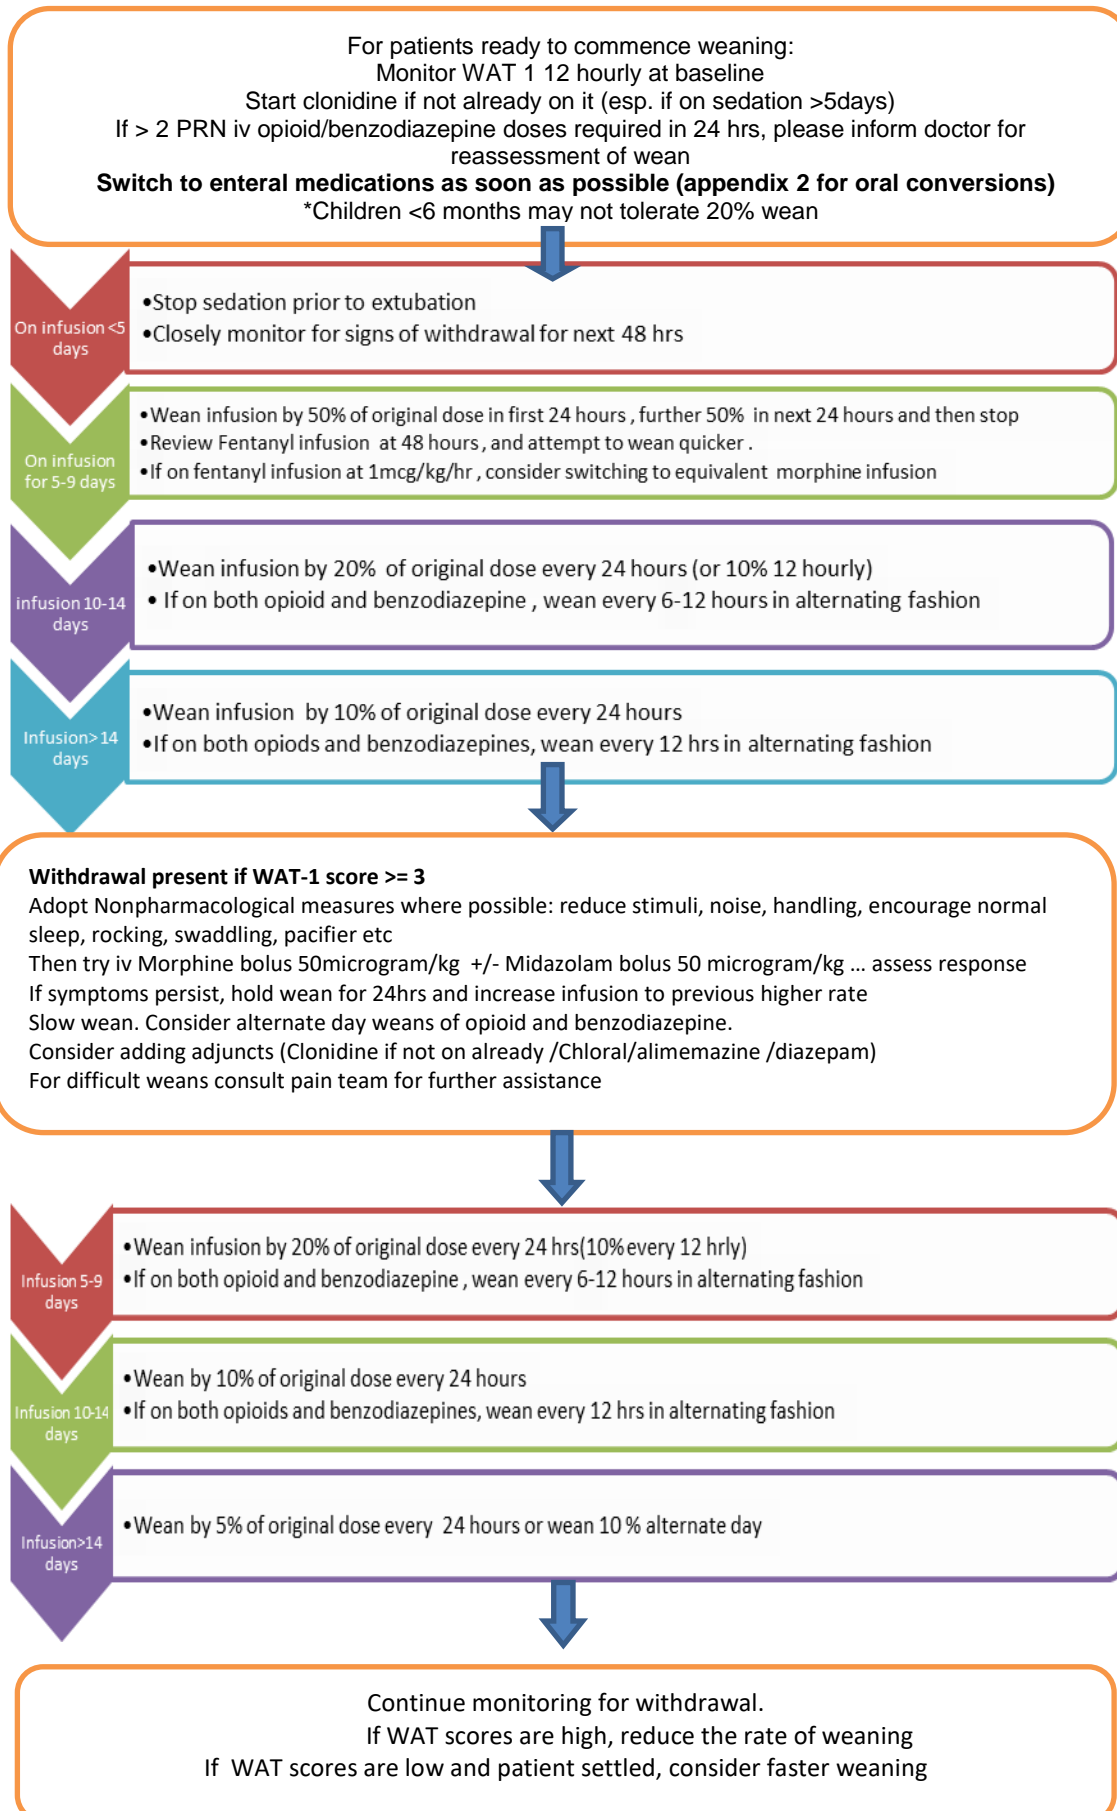 For patients ready to commence weaning:
Monitor WAT 1 12 hourly at baseline
Start clonidine if not already on it (esp. if on sedation >5days)
If > 2 PRN iv opioid/benzodiazepine doses required in 24 hrs, please inform doctor for
reassessment of wean
Switch to enteral medications as soon as possible (appendix 2 for oral conversions)
*Children <6 months may not tolerate 20% wean
On infusion <5
days
•Stop sedation prior to extubation
•Closely monitor for signs of withdrawal for next 48 hrs
On infusion
for 5-9 days
•Wean infusion by 50% of original dose in first 24 hours , further 50% in next 24 hours and then stop
•Review Fentanyl infusion at 48 hours , and attempt to wean quicker .
•If on fentanyl infusion at 1mcg/kg/hr , consider switching to equivalent morphine infusion
infusion 10-14
days
•Wean infusion by 20% of original dose every 24 hours (or 10% 12 hourly)
• If on both opioid and benzodiazepine , wean every 6-12 hours in alternating fashion
Infusion>14
days
•Wean infusion by 10% of original dose every 24 hours
•If on both opiods and benzodiazepines, wean every 12 hrs in alternating fashion
Withdrawal present if WAT-1 score >= 3
Adopt Nonpharmacological measures where possible: reduce stimuli, noise, handling, encourage normal
sleep, rocking, swaddling, pacifier etc
Then try iv Morphine bolus 50microgram/kg +/- Midazolam bolus 50 microgram/kg ... assess response
If symptoms persist, hold wean for 24hrs and increase infusion to previous higher rate
Slow wean. Consider alternate day weans of opioid and benzodiazepine.
Consider adding adjuncts (Clonidine if not on already /Chloral/alimemazine /diazepam)
For difficult weans consult pain team for further assistance
Infusion 5-9
days
•Wean infusion by 20% of original dose every 24 hrs(10% every 12 hrly)
•If on both opioid and benzodiazepine , wean every 6-12 hours in alternating fashion
Infusion 10-14
days
•Wean by 10% of original dose every 24 hours
•If on both opioids and benzodiazepines, wean every 12 hrs in alternating fashion
Infusion>14
days
•Wean by 5% of original dose every 24 hours or wean 10 % alternate day
Continue monitoring for withdrawal.
If WAT scores are high, reduce the rate of weaning
If WAT scores are low and patient settled, consider faster weaning